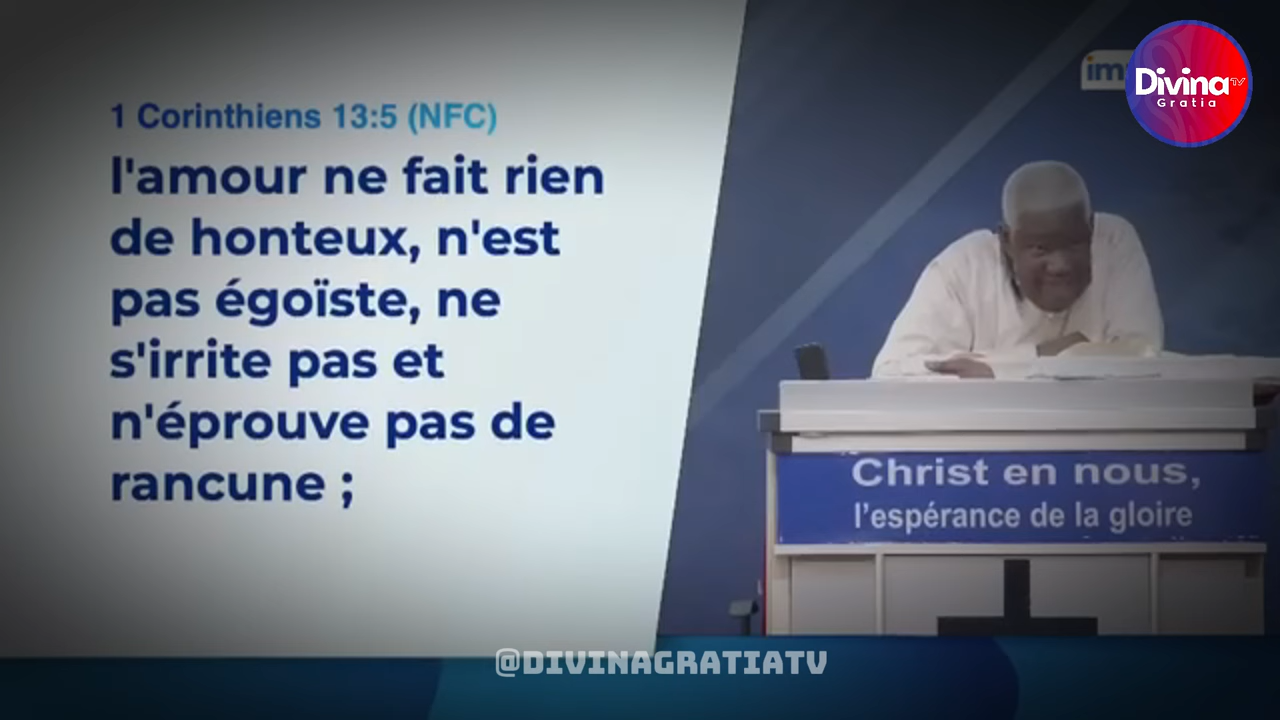 1 Corinthiens 13:5 (NFC)
l'amour ne fait rien
de honteux, n'est
pas égoïste, ne
s'irrite pas et
n'éprouve pas de
rancune ;
Divina TV
Gratia
Christ en nous,
l'espérance de la gloire
@DIVINAGRATIATV